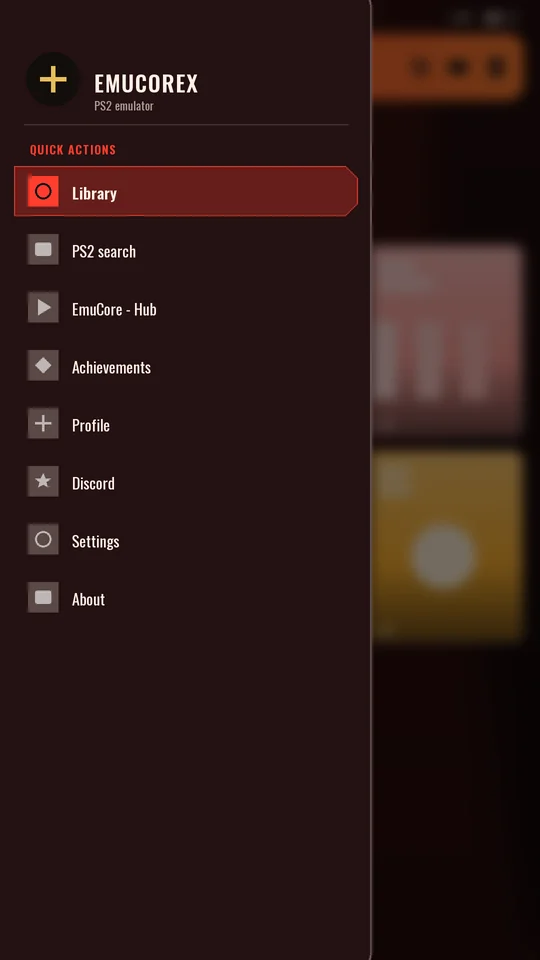 EMUCOREX
PS2 emulator
QUICK ACTIONS
Library
PS2 search
EmuCore - Hub
Achievements
Profile
Discord
Settings
About